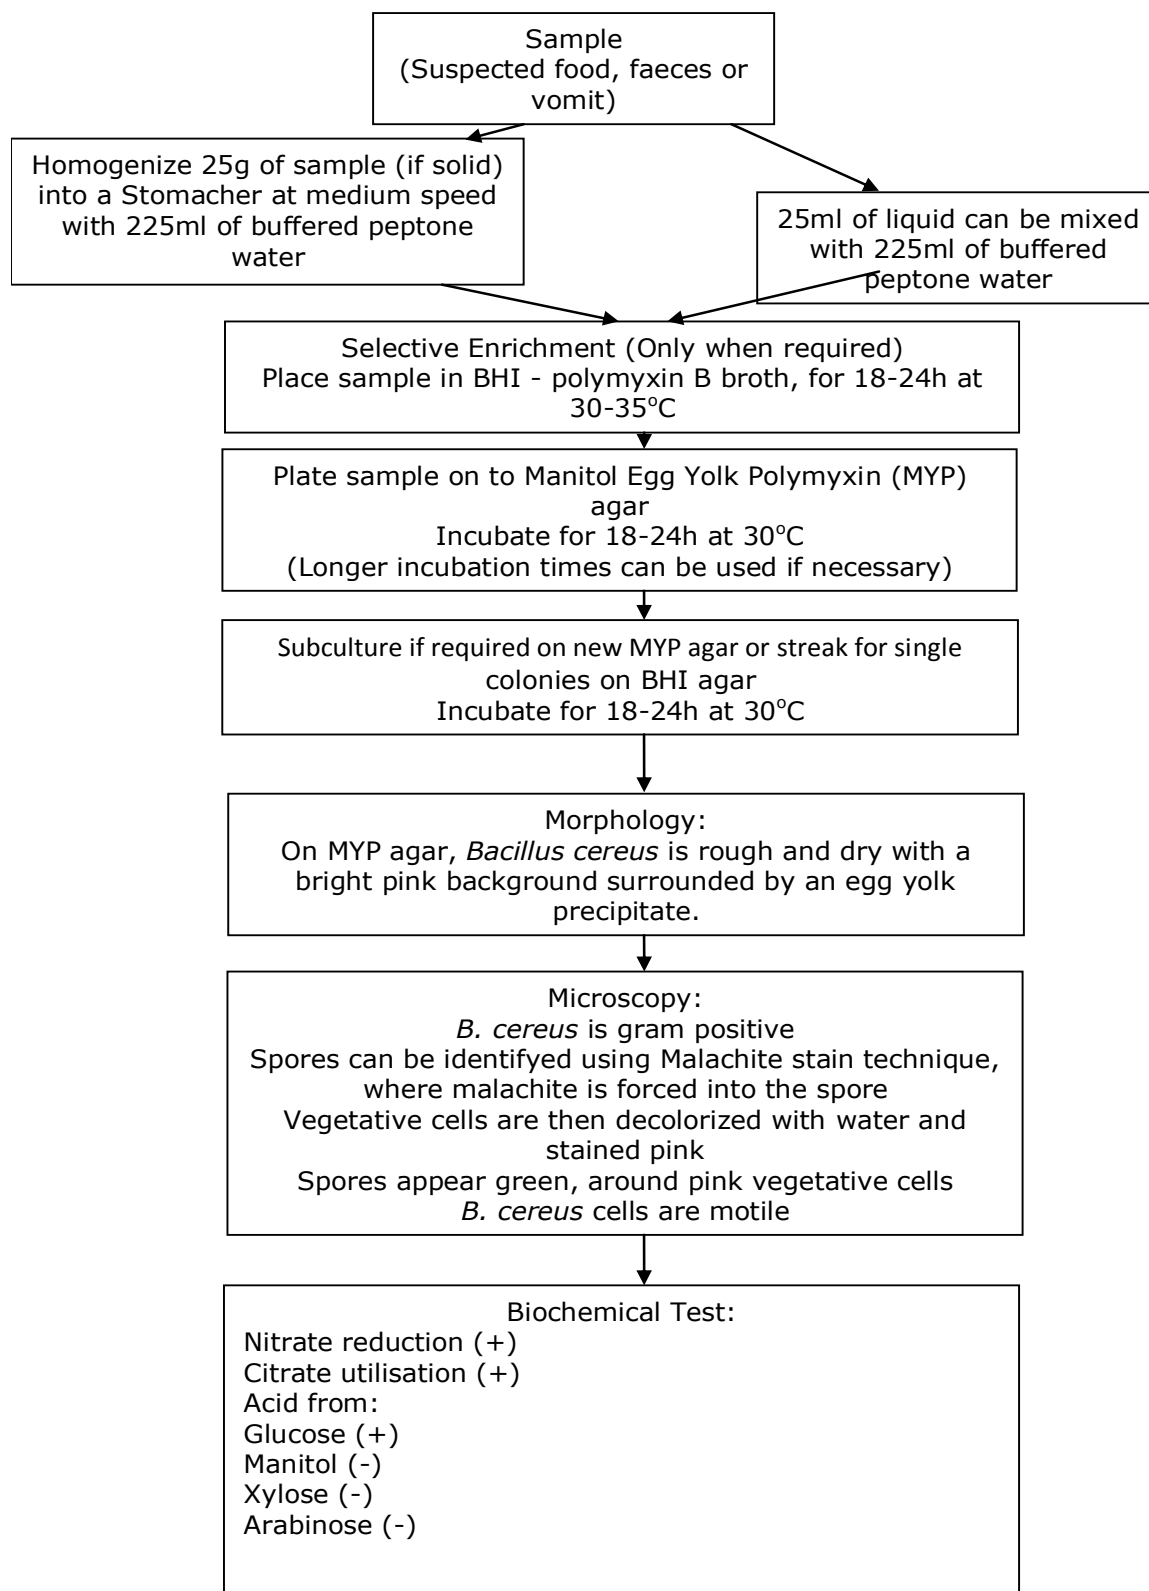 Sample
(Suspected food, faeces or
vomit)
Homogenize 25g of sample (if solid)
into a Stomacher at medium speed
with 225ml of buffered peptone
water
25ml of liquid can be mixed
with 225ml of buffered
peptone water
Selective Enrichment (Only when required)
Place sample in BHI - polymyxin B broth, for 18-24h at
30-35°C
Plate sample on to Manitol Egg Yolk Polymyxin (MYP)
agar
Incubate for 18-24h at 30°C
(Longer incubation times can be used if necessary)
Subculture if required on new MYP agar or streak for single
colonies on BHI agar
Incubate for 18-24h at 30°C
Morphology:
On MYP agar, Bacillus cereus is rough and dry with a
bright pink background surrounded by an egg yolk
precipitate.
Microscopy:
B. cereus is gram positive
Spores can be identifyed using Malachite stain technique,
where malachite is forced into the spore
Vegetative cells are then decolorized with water and
stained pink
Spores appear green, around pink vegetative cells
B. cereus cells are motile
Biochemical Test:
Nitrate reduction (+)
Citrate utilisation (+)
Acid from:
Glucose (+)
Manitol (-)
Xylose (-)
Arabinose (-)